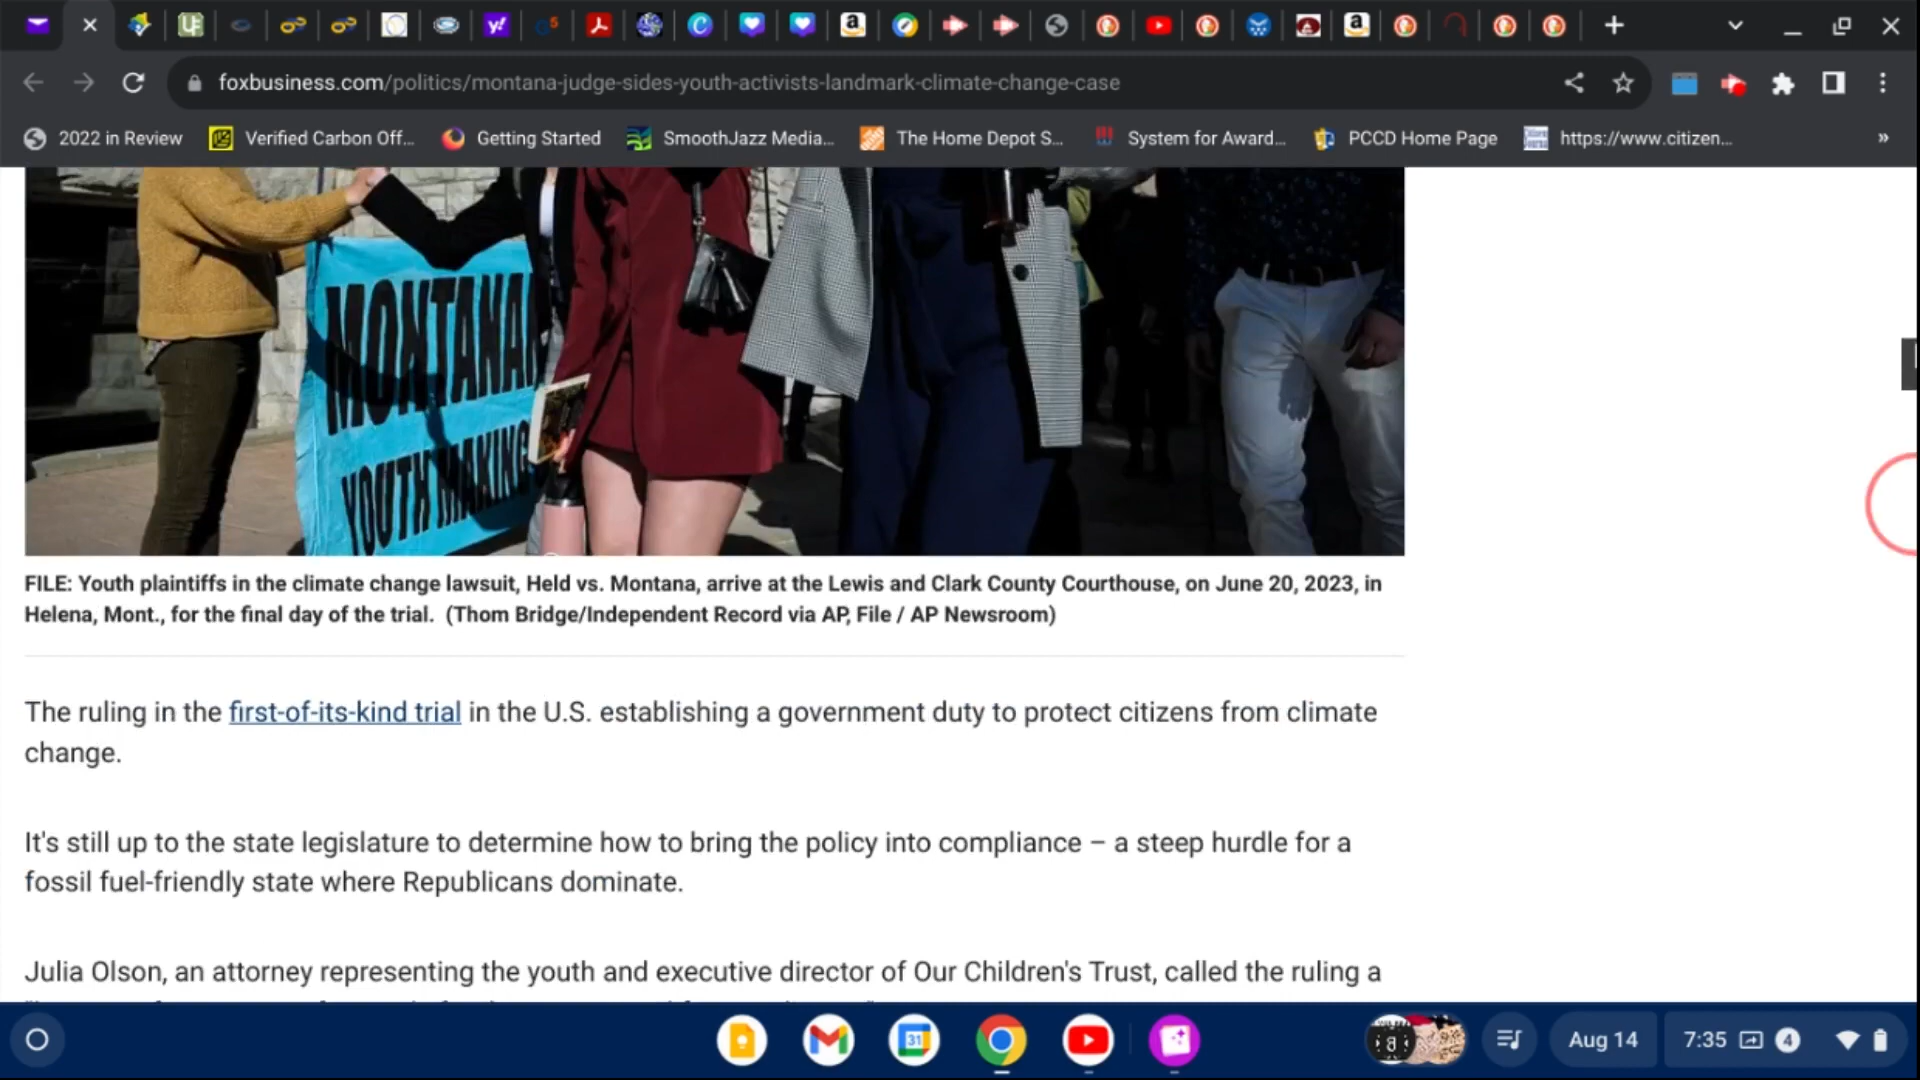 foxbusiness.com/politics/montana-judge-sides-youth-activists-landmark-climate-change-case
2022 in Review
Verified Carbon Off...
Getting Started
SmoothJazz Media...
The Home Depot S...
System for Award...
PCCD Home Page
https://www.citizen...
»
MONTANA
YOUTH MAKING
FILE: Youth plaintiffs in the climate change lawsuit, Held vs. Montana, arrive at the Lewis and Clark County Courthouse, on June 20, 2023, in
Helena, Mont., for the final day of the trial. (Thom Bridge/Independent Record via AP, File / AP Newsroom)
The ruling in the first-of-its-kind trial in the U.S. establishing a government duty to protect citizens from climate
change.
It's still up to the state legislature to determine how to bring the policy into compliance – a steep hurdle for a
fossil fuel-friendly state where Republicans dominate.
Julia Olson, an attorney representing the youth and executive director of Our Children's Trust, called the ruling a
31
Aug 14
7:35
4